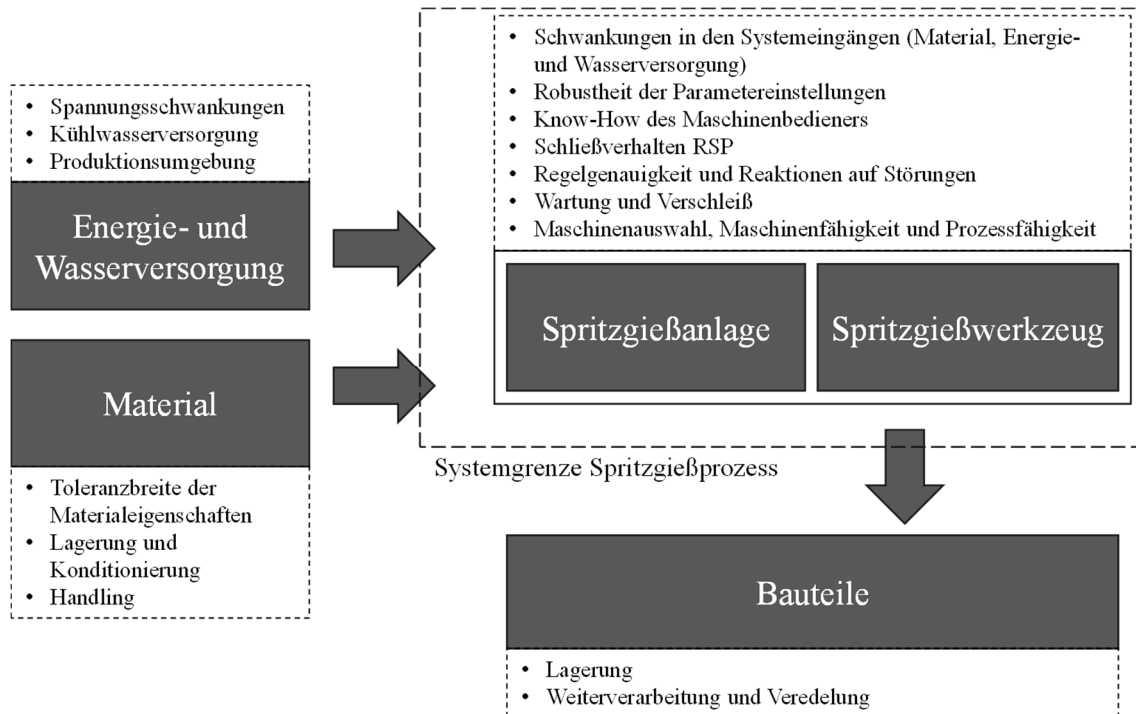 • Spannungsschwankungen
• Kühlwasserversorgung
• Produktionsumgebung
Energie- und
Wasserversorgung
Material
• Toleranzbreite der
Materialeigenschaften
• Lagerung und
Konditionierung
• Handling
• Schwankungen in den Systemeingängen (Material, Energie-
und Wasserversorgung)
• Robustheit der Parametereinstellungen
• Know-How des Maschinenbedieners
• Schließverhalten RSP
• Regelgenauigkeit und Reaktionen auf Störungen
• Wartung und Verschleiß
• Maschinenauswahl, Maschinenfähigkeit und Prozessfähigkeit
Spritzgießanlage
Spritzgießwerkzeug
Systemgrenze Spritzgießprozess
Bauteile
• Lagerung
• Weiterverarbeitung und Veredelung